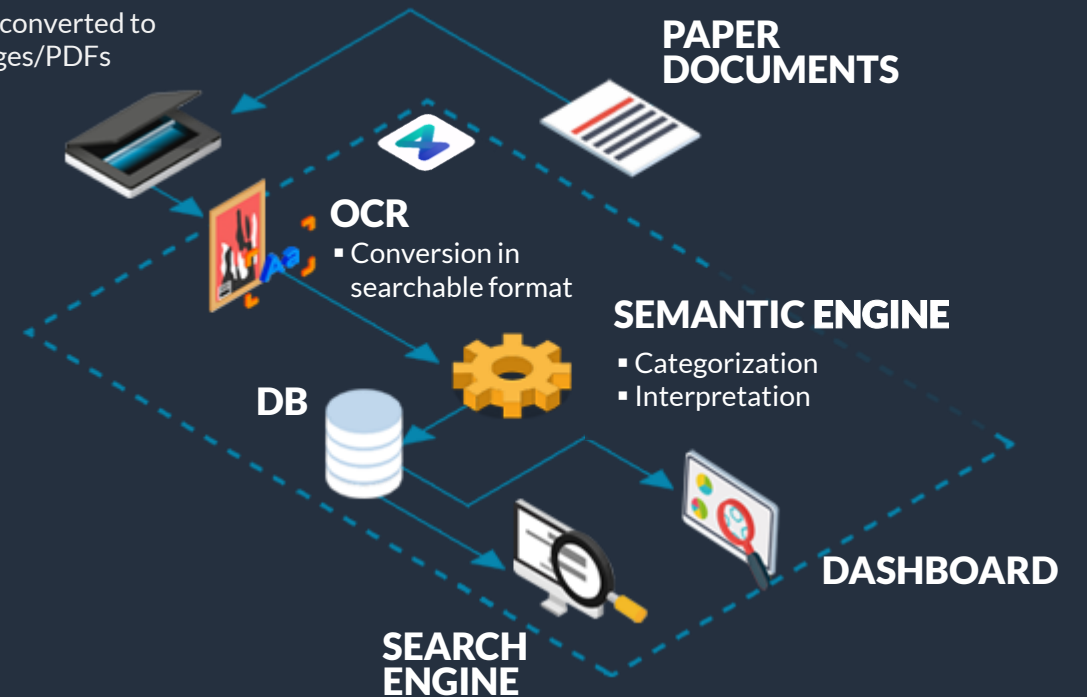 converted to
ges/PDFs
PAPER
DOCUMENTS
OCR
▪ Conversion in
searchable format
SEMANTIC ENGINE
▪ Categorization
▪ Interpretation
DB
DASHBOARD
SEARCH
ENGINE
Aa